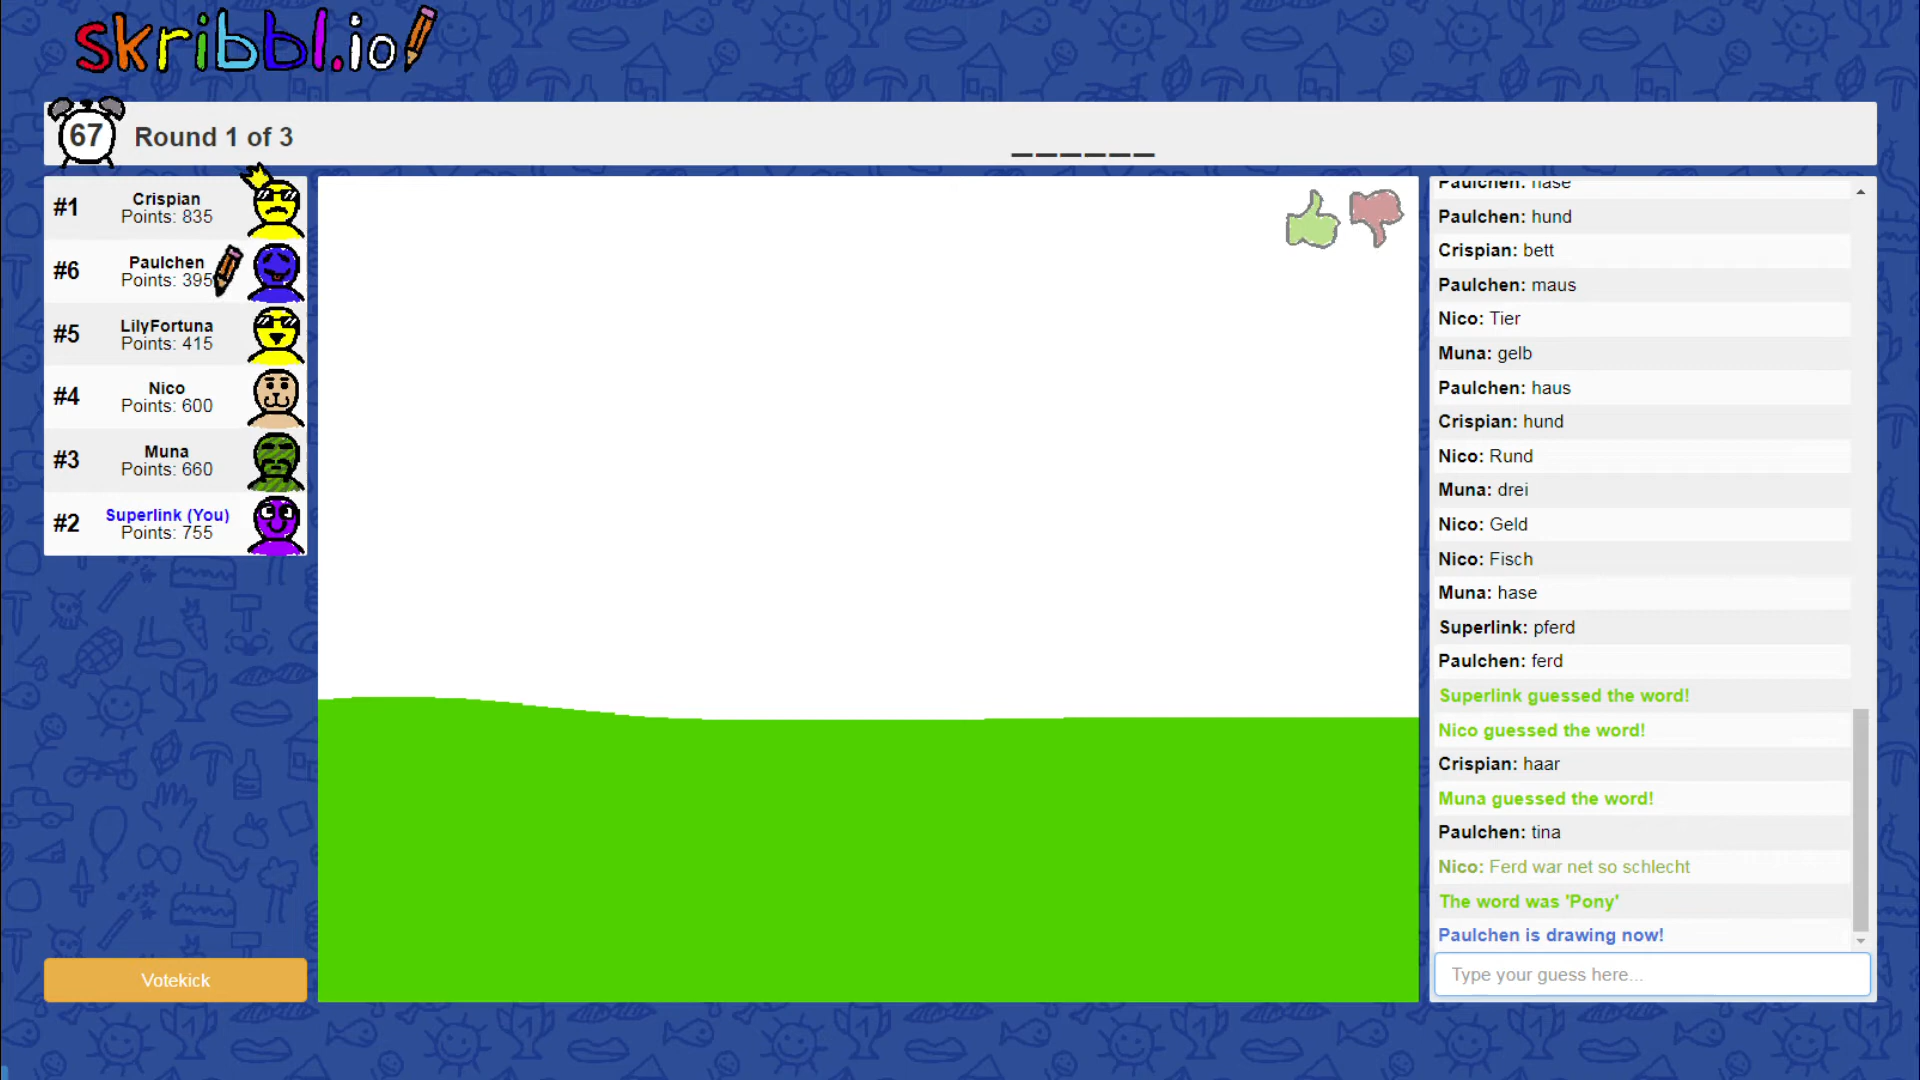 skribbl.io
67 Round 1 of 3
______
#1 Crispian
Points: 835
#6 Paulchen
Points: 395
#5 LilyFortuna
Points: 415
#4 Nico
Points: 600
#3 Muna
Points: 660
#2 Superlink (You)
Points: 755
Votekick
Paulchen: hase
Paulchen: hund
Crispian: bett
Paulchen: maus
Nico: Tier
Muna: gelb
Paulchen: haus
Crispian: hund
Nico: Rund
Muna: drei
Nico: Geld
Nico: Fisch
Muna: hase
Superlink: pferd
Paulchen: ferd
Superlink guessed the word!
Nico guessed the word!
Crispian: haar
Muna guessed the word!
Paulchen: tina
Nico: Ferd war net so schlecht
The word was 'Pony'
Paulchen is drawing now!
Type your guess here...